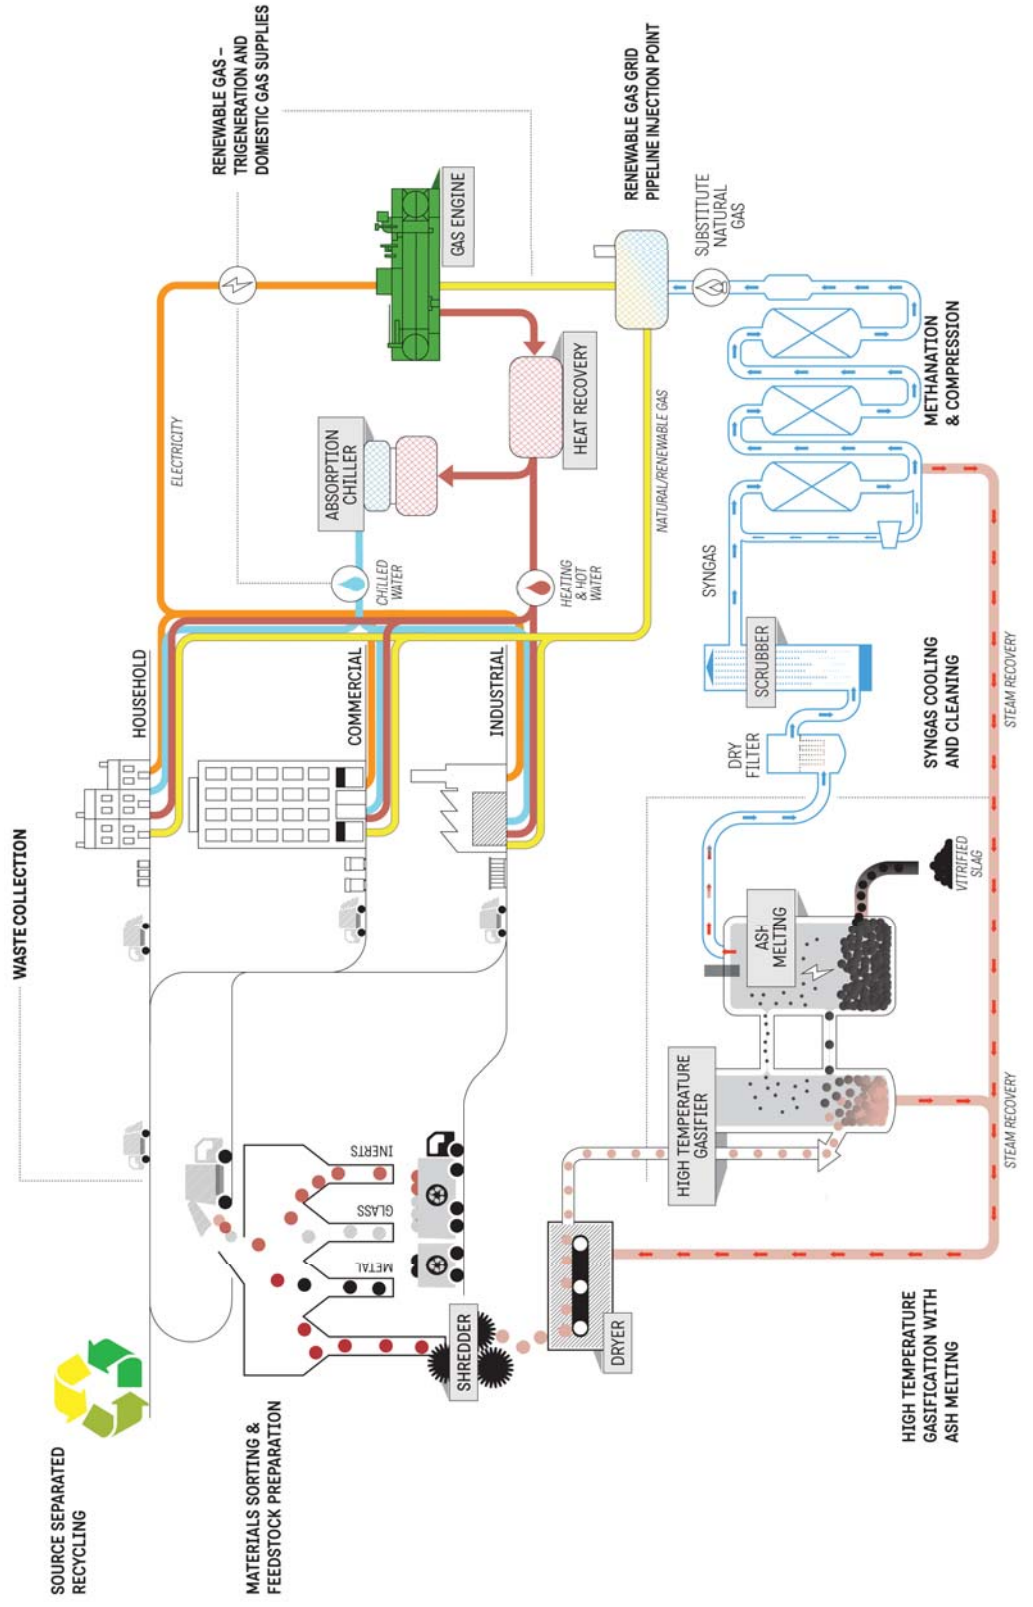 SOURCE SEPARATED
RECYCLING
WASTE COLLECTION
HOUSEHOLD
COMMERCIAL
INDUSTRIAL
ELECTRICITY
RENEWABLE GAS –
TRIGENERATION AND
DOMESTIC GAS SUPPLIES
ABSORPTION
CHILLER
CHILLED
WATER
GAS ENGINE
HEAT RECOVERY
HEATING
& HOT
WATER
NATURAL/RENEWABLE GAS
RENEWABLE GAS GRID
PIPELINE INJECTION POINT
SUBSTITUTE
NATURAL
GAS
MATERIALS SORTING &
FEEDSTOCK PREPARATION
METAL
GLASS
INERTS
SHREDDER
DRYER
HIGH TEMPERATURE
GASIFIER
ASH
MELTING
VITRIFIED
SLAG
DRY
FILTER
SCRUBBER
SYNGAS
METHANATION
& COMPRESSION
SYNGAS COOLING
AND CLEANING
HIGH TEMPERATURE
GASIFICATION WITH
ASH MELTING
STEAM RECOVERY
STEAM RECOVERY